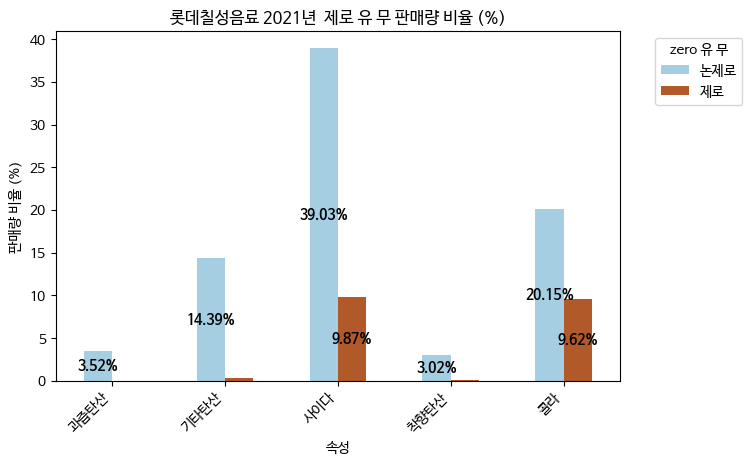 롯데칠성음료 2021년 제로 유 무 판매량 비율 (%)
zero 유 무
논제로
제로
판매량 비율 (%)
40
35
30
25
20
15
10
5
0
3.52%
14.39%
39.03%
9.87%
3.02%
20.15%
9.62%
과즙탄산
기타탄산
사이다
착향탄산
콜라
속성